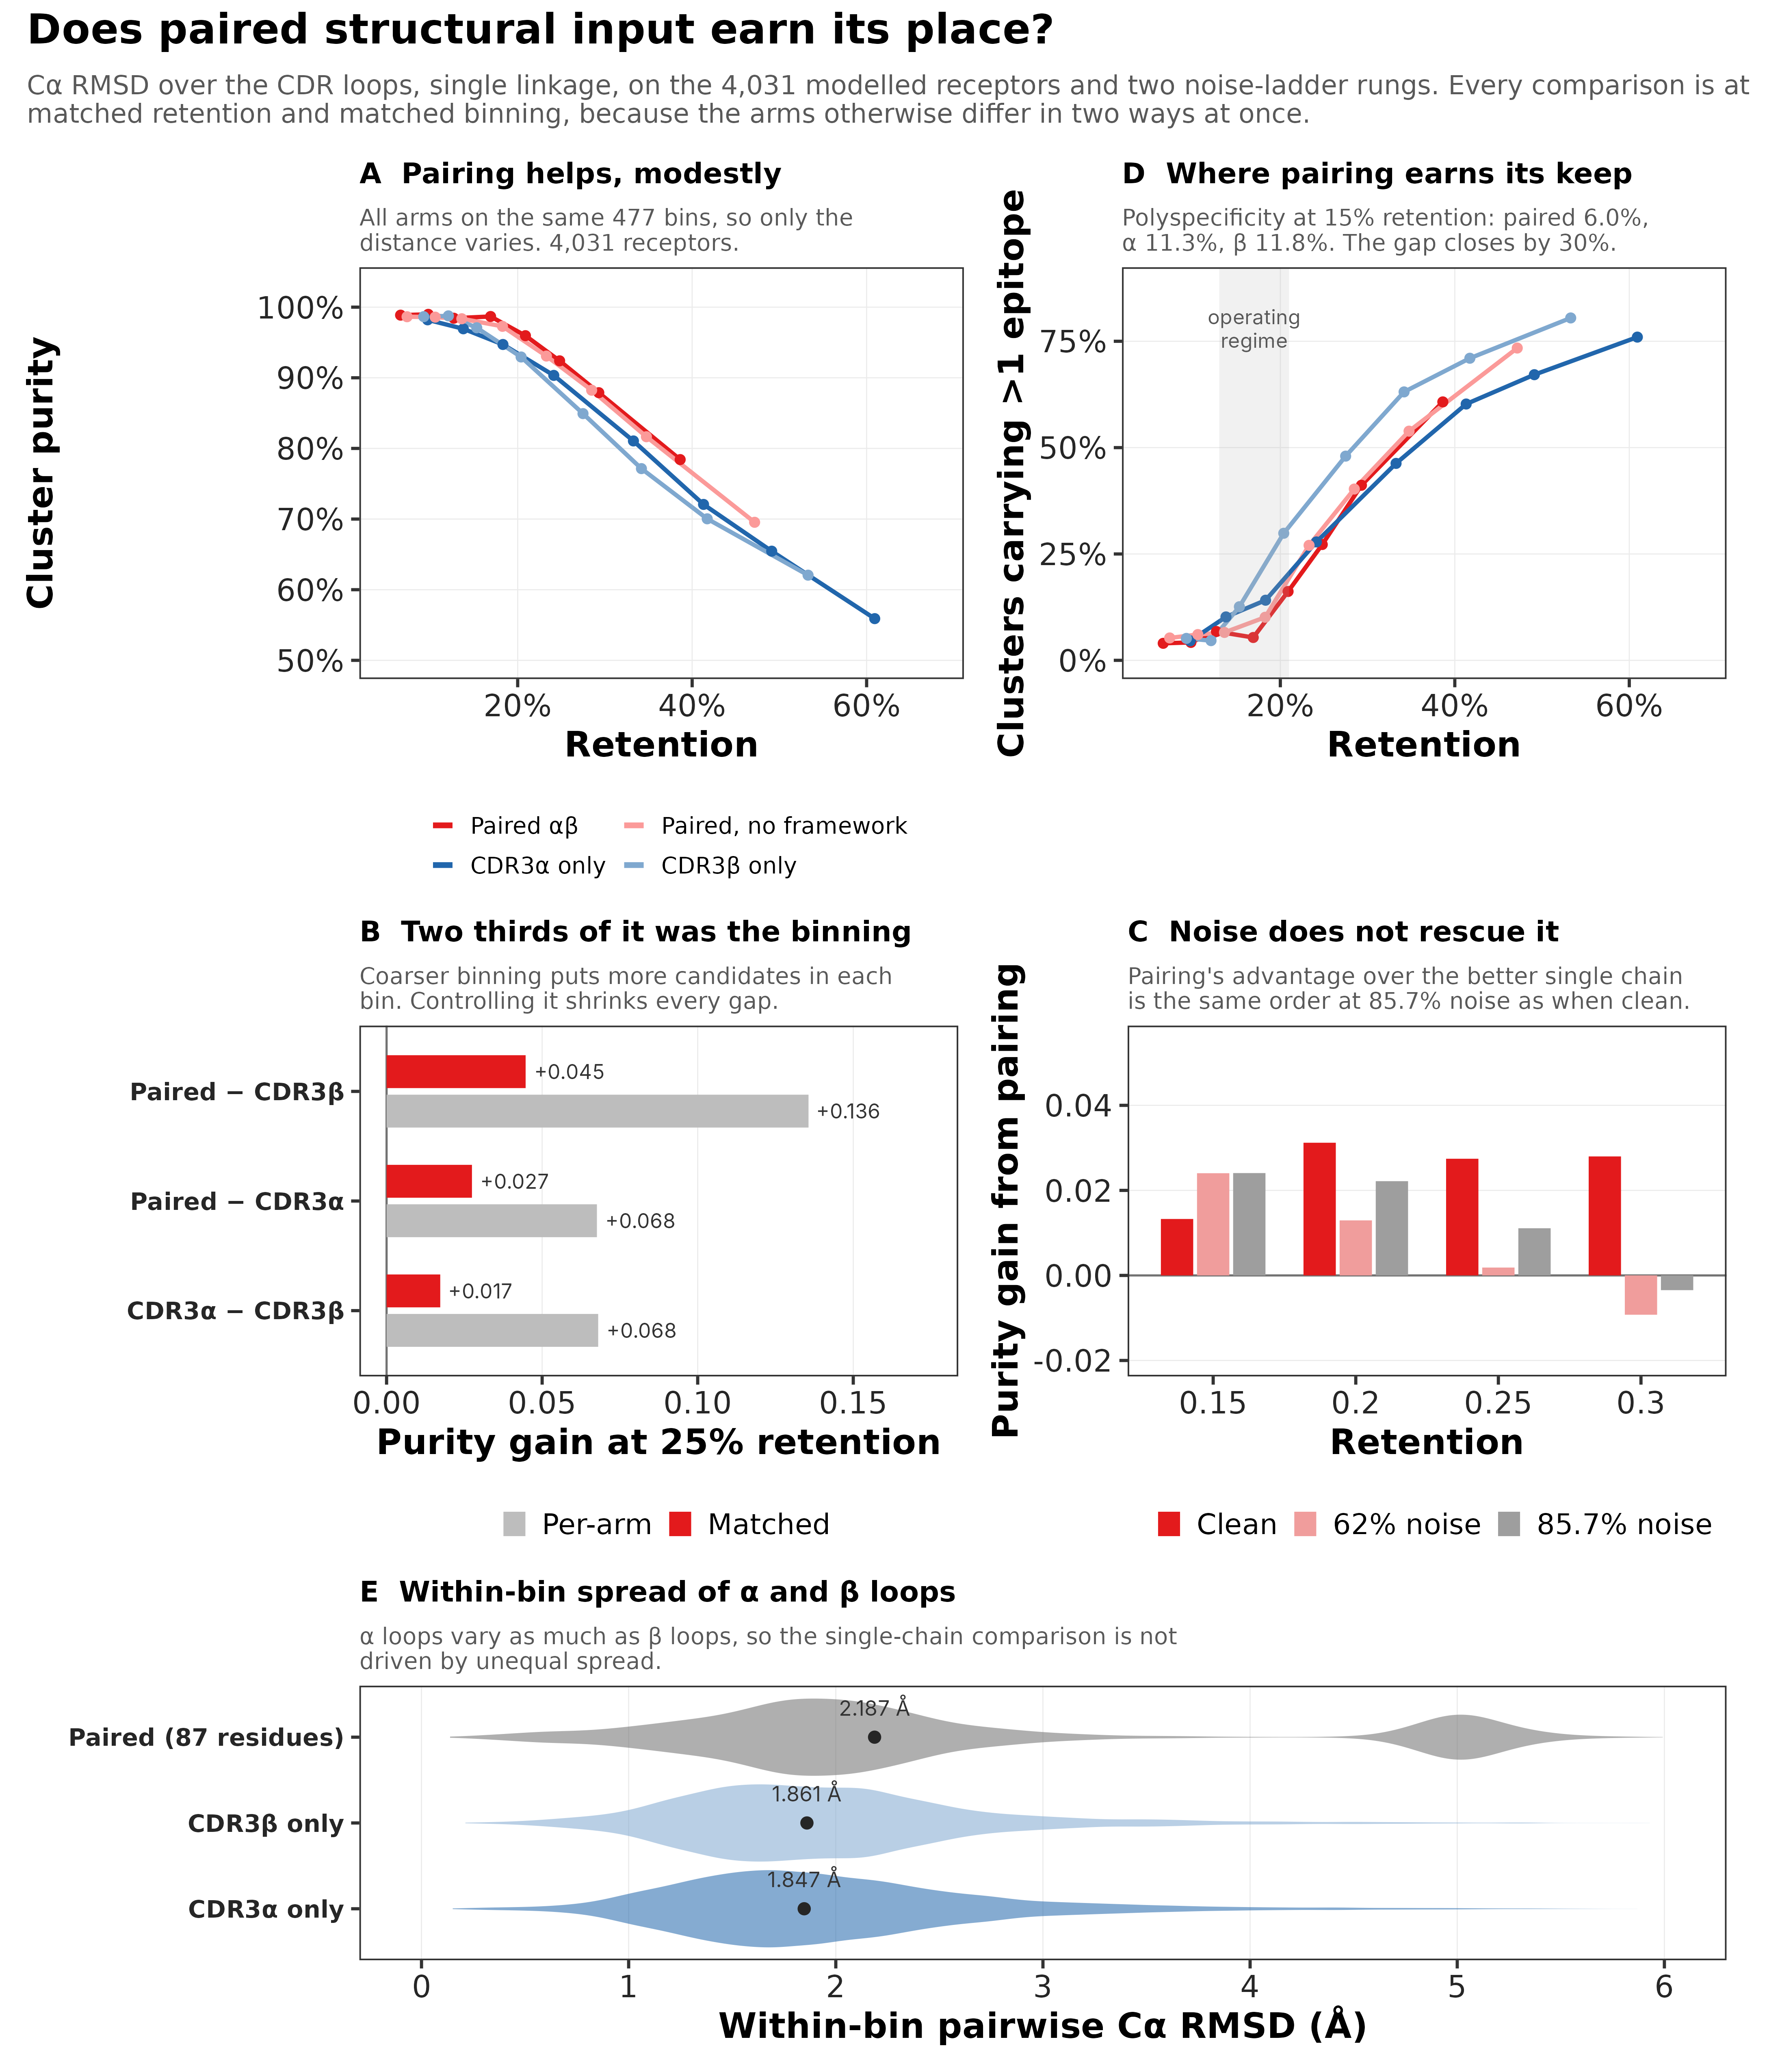 Does paired structural input earn its place?
Cα RMSD over the CDR loops, single linkage, on the 4,031 modelled receptors and two noise-ladder rungs. Every comparison is at
matched retention and matched binning, because the arms otherwise differ in two ways at once.
A Pairing helps, modestly
All arms on the same 477 bins, so only the
distance varies. 4,031 receptors.
Cluster purity
100%
90%
80%
70%
60%
50%
20%
40%
60%
Retention
D Where pairing earns its keep
Polyspecificity at 15% retention: paired 6.0%,
α 11.3%, β 11.8%. The gap closes by 30%.
Clusters carrying >1 epitope
operating
regime
75%
50%
25%
0%
20%
40%
60%
Retention
Paired αβ
Paired, no framework
CDR3α only
CDR3β only
B Two thirds of it was the binning
Coarser binning puts more candidates in each
bin. Controlling it shrinks every gap.
Paired − CDR3β
+0.045
+0.136
Paired − CDR3α
+0.027
+0.068
CDR3α − CDR3β
+0.017
+0.068
0.00
0.05
0.10
0.15
Purity gain at 25% retention
Per-arm
Matched
C Noise does not rescue it
Pairing's advantage over the better single chain
is the same order at 85.7% noise as when clean.
Purity gain from pairing
0.04
0.02
0.00
-0.02
0.15
0.2
0.25
0.3
Retention
Clean
62% noise
85.7% noise
E Within-bin spread of α and β loops
α loops vary as much as β loops, so the single-chain comparison is not
driven by unequal spread.
Paired (87 residues)
2.187 Å
CDR3β only
1.861 Å
CDR3α only
1.847 Å
0
1
2
3
4
5
6
Within-bin pairwise Cα RMSD (Å)